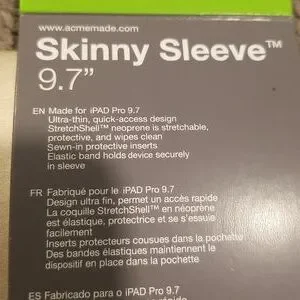 www.acmemade.com
Skinny Sleeve™
9.7”
EN Made for iPAD Pro 9.7
Ultra-thin, quick-access design
StretchShell™ neoprene is stretchable,
protective, and wipes clean
Sewn-in protective inserts
Elastic band holds device securely
in sleeve
FR Fabriqué pour le iPAD Pro 9.7
Design ultra fin, permet un accès rapide
La coquille StretchShell™ en néoprène
est élastique, protectrice et se s'essuie
facilement
Inserts protecteurs cousues dans la pochette
Des bandes élastiques maintiennent le
dispositif en place dans la pochette
ES Fabricado para o iPAD Pro 9.7